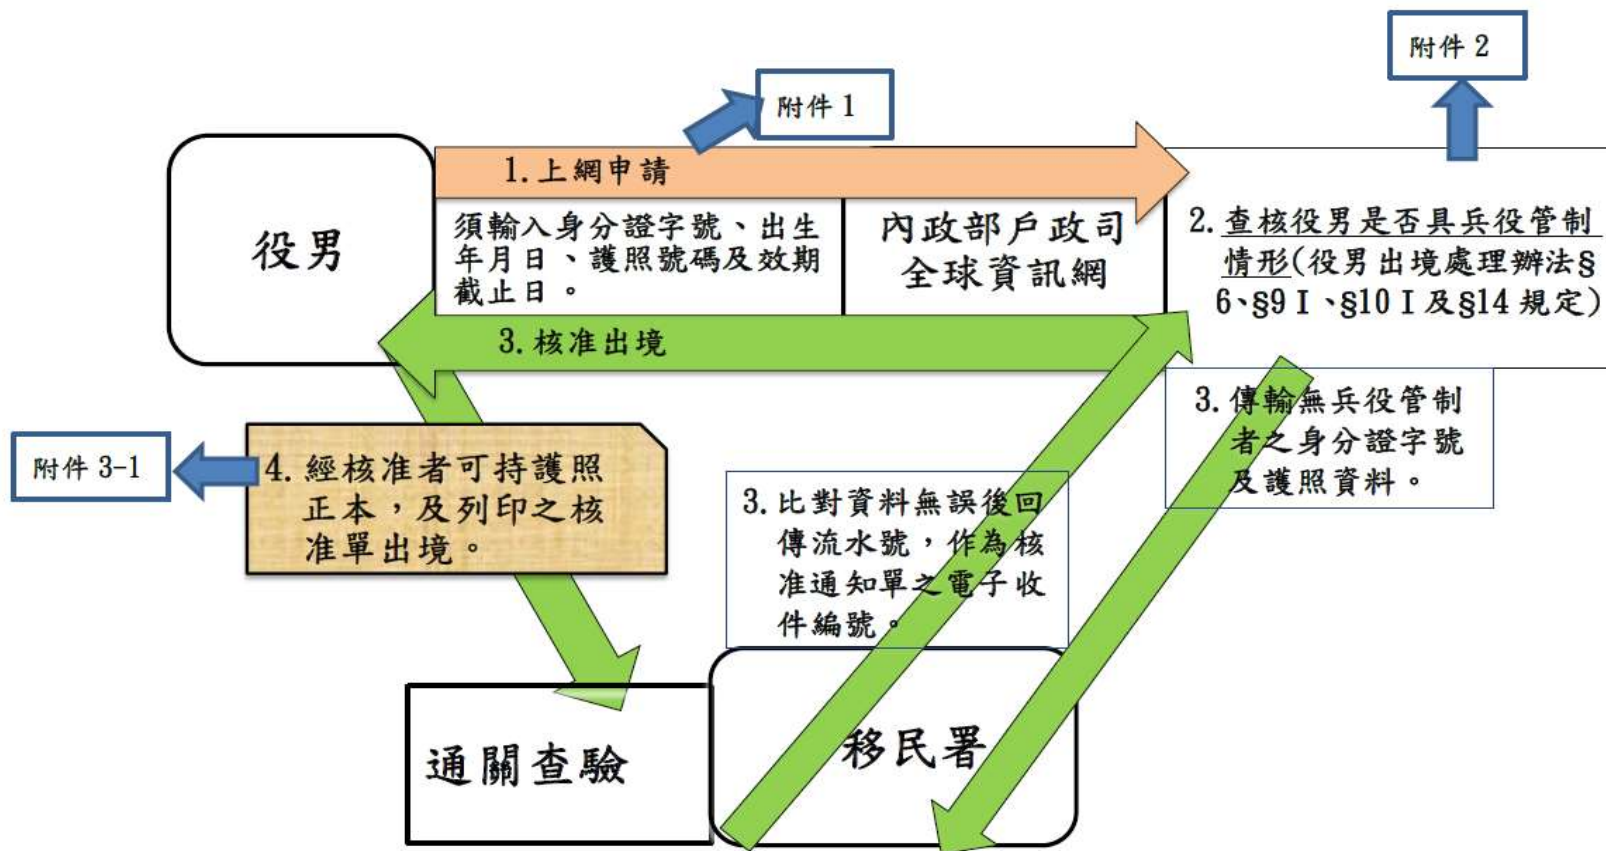 附件 2
附件 1
1. 上網申請
役男
須輸入身分證字號、出生
年月日、護照號碼及效期
截止日。
內政部戶政司
全球資訊網
2. 查核役男是否具兵役管制
情形(役男出境處理辦法§
6、§9 I、§10 I 及§14 規定)
3. 核准出境
3. 傳輸無兵役管制
者之身分證字號
及護照資料。
附件 3-1
4. 經核准者可持護照
正本，及列印之核
准單出境。
3. 比對資料無誤後回
傳流水號，作為核
准通知單之電子收
件編號。
通關查驗
移民署